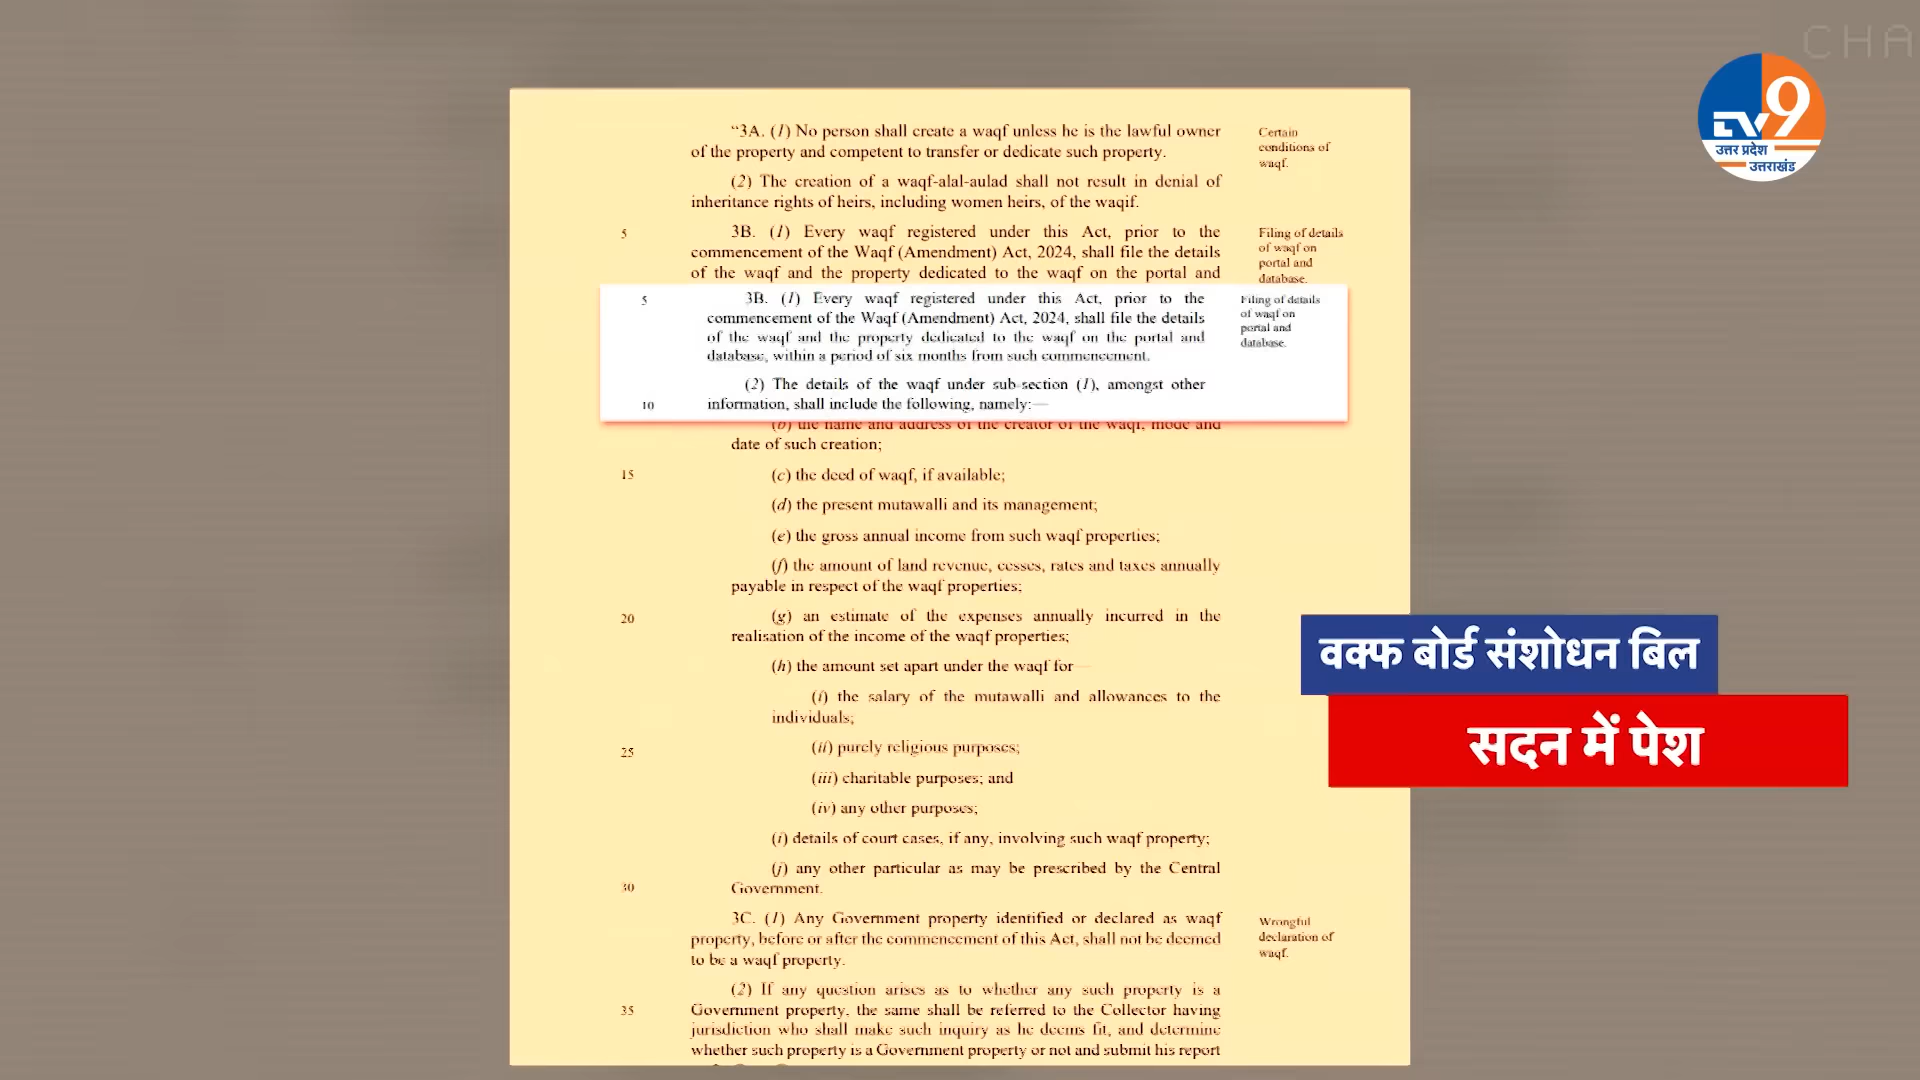 CHA
TV9
उत्तर प्रदेश
उत्तराखंड
“3A. (1) No person shall create a waqf unless he is the lawful owner
of the property and competent to transfer or dedicate such property.
Certain
conditions of
waqf.
(2) The creation of a waqf-alal-aulad shall not result in denial of
inheritance rights of heirs, including women heirs, of the waqif.
5
3B. (1) Every waqf registered under this Act, prior to the
commencement of the Waqf (Amendment) Act, 2024, shall file the details
of the waqf and the property dedicated to the waqf on the portal and
Filing of details
of waqf on
portal and
database.
5
3B. (1) Every waqf registered under this Act, prior to the
commencement of the Waqf (Amendment) Act, 2024, shall file the details
of the waqf and the property dedicated to the waqf on the portal and
database, within a period of six months from such commencement.
Filing of details
of waqf on
portal and
database.
(2) The details of the waqf under sub-section (1), amongst other
10
information, shall include the following, namely:—
(b) the name and address of the creator of the waqf, mode and
date of such creation;
15
(c) the deed of waqf, if available;
(d) the present mutawalli and its management;
(e) the gross annual income from such waqf properties;
(f) the amount of land revenue, cesses, rates and taxes annually
payable in respect of the waqf properties;
20
(g) an estimate of the expenses annually incurred in the
realisation of the income of the waqf properties;
(h) the amount set apart under the waqf for—
(i) the salary of the mutawalli and allowances to the
individuals;
25
(ii) purely religious purposes;
(iii) charitable purposes; and
(iv) any other purposes;
(i) details of court cases, if any, involving such waqf property;
(j) any other particular as may be prescribed by the Central
30
Government.
3C. (1) Any Government property identified or declared as waqf
property, before or after the commencement of this Act, shall not be deemed
to be a waqf property.
Wrongful
declaration of
waqf.
(2) If any question arises as to whether any such property is a
35
Government property, the same shall be referred to the Collector having
jurisdiction who shall make such inquiry as he deems fit, and determine
whether such property is a Government property or not and submit his report
वक्फ बोर्ड संशोधन बिल
सदन में पेश